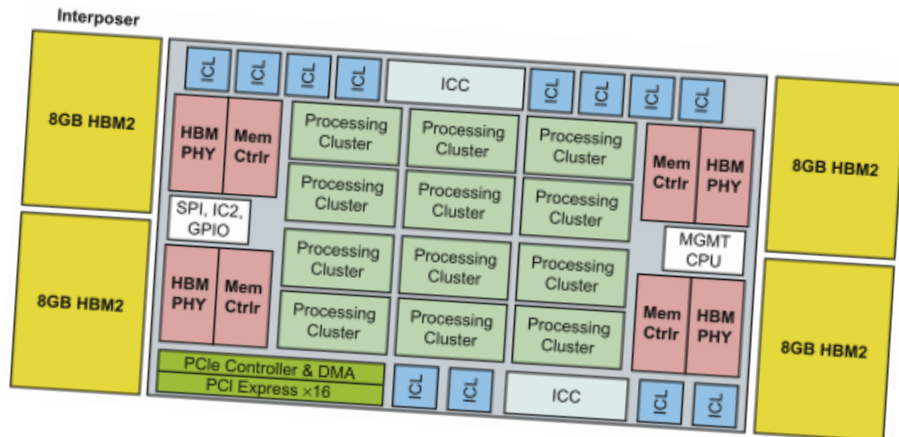 Interposer
ICL
ICL
ICL
ICL
ICC
ICL
ICL
ICL
ICL
8GB HBM2
HBM
PHY
Mem
Ctrlr
Processing
Cluster
Processing
Cluster
Processing
Cluster
Mem
Ctrlr
HBM
PHY
8GB HBM2
Processing
Cluster
Processing
Cluster
Processing
Cluster
SPI, IC2,
GPIO
MGMT
CPU
8GB HBM2
HBM
PHY
Mem
Ctrlr
Processing
Cluster
Processing
Cluster
Processing
Cluster
Mem
Ctrlr
HBM
PHY
8GB HBM2
Processing
Cluster
Processing
Cluster
Processing
Cluster
PCIe Controller & DMA
PCI Express ×16
ICL
ICL
ICC
ICL
ICL